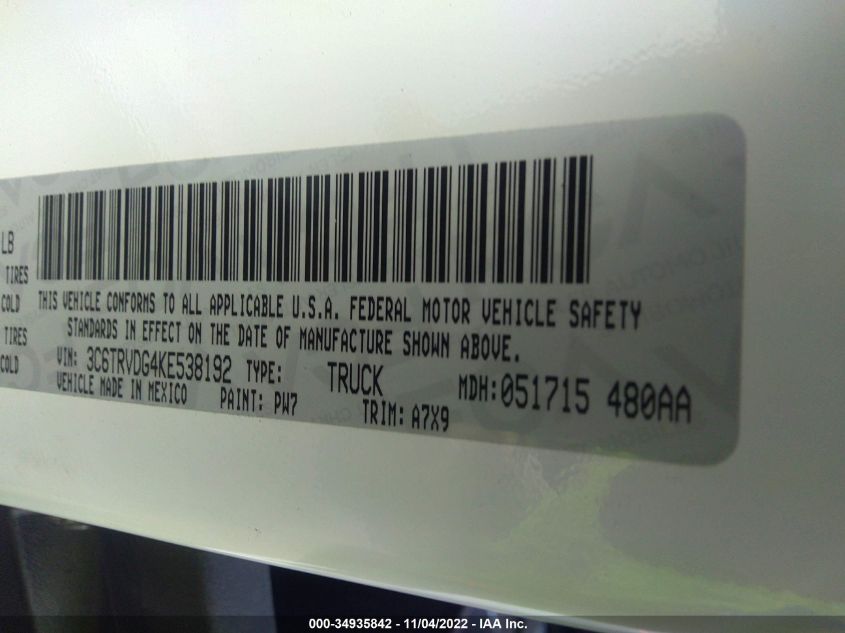 LB
TIRES
COLD
TIRES
COLD
THIS VEHICLE CONFORMS TO ALL APPLICABLE U.S.A. FEDERAL MOTOR VEHICLE SAFETY
STANDARDS IN EFFECT ON THE DATE OF MANUFACTURE SHOWN ABOVE.
VIN: 3C6TRVDG4KE538192 TYPE: TRUCK MDH:051715 480AA
VEHICLE MADE IN MEXICO PAINT: PW7 TRIM: A7X9
000-34935842 - 11/04/2022 - IAA Inc.